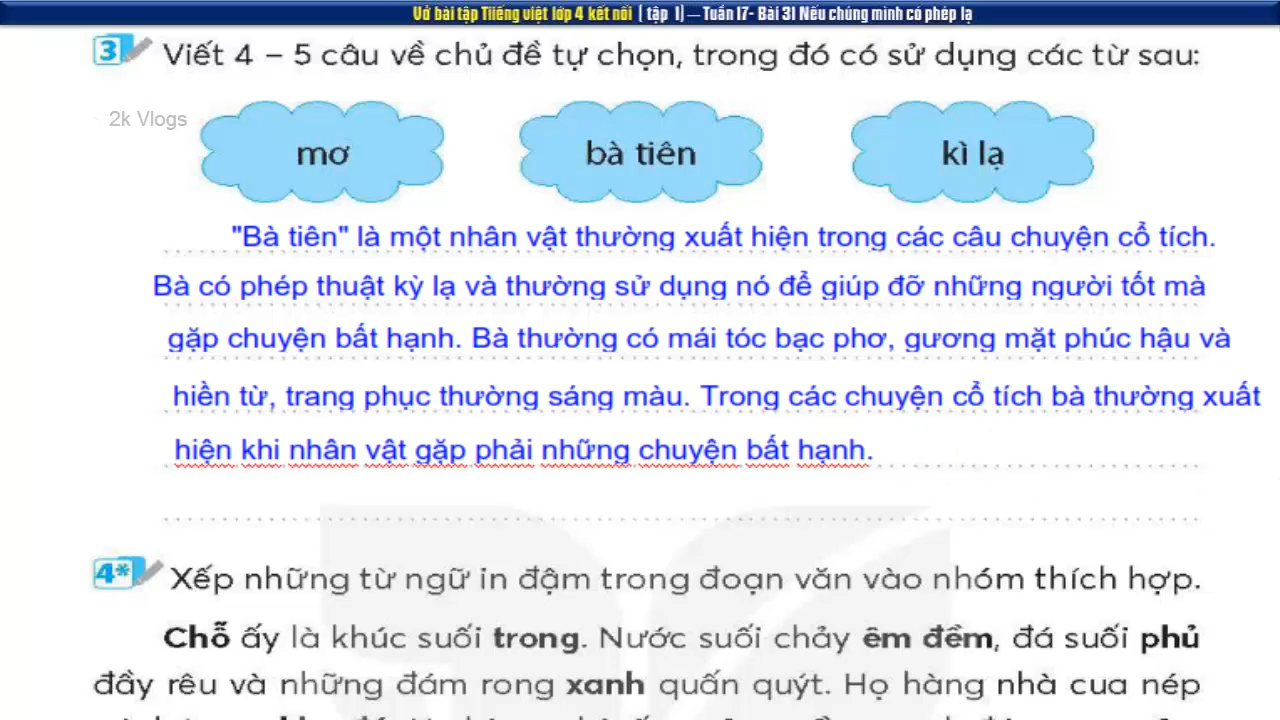 Vở bài tập Tiiếng việt lớp 4 kết nối ( tập 1) — Tuần 17- Bài 31 Nếu chúng mình có phép lạ
3 Viết 4 – 5 câu về chủ đề tự chọn, trong đó có sử dụng các từ sau:
2k Vlogs
mơ bà tiên kì lạ
"Bà tiên" là một nhân vật thường xuất hiện trong các câu chuyện cổ tích.
Bà có phép thuật kỳ lạ và thường sử dụng nó để giúp đỡ những người tốt mà
gặp chuyện bất hạnh. Bà thường có mái tóc bạc phơ, gương mặt phúc hậu và
hiền từ, trang phục thường sáng màu. Trong các chuyện cổ tích bà thường xuất
hiện khi nhân vật gặp phải những chuyện bất hạnh.
4* Xếp những từ ngữ in đậm trong đoạn văn vào nhóm thích hợp.
Chỗ ấy là khúc suối trong. Nước suối chảy êm đềm, đá suối phủ
đầy rêu và những đám rong xanh quấn quýt. Họ hàng nhà cua nép